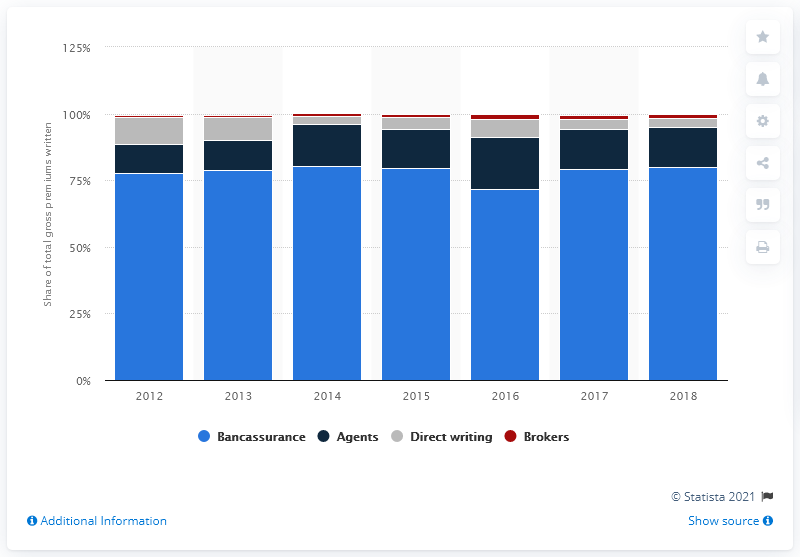 125%
100%
75%
50%
25%
0%
Share of total gross premiums written
2012 2013 2014 2015 2016 2017 2018
Bancassurance Agents Direct writing Brokers
© Statista 2021
Additional Information Show source